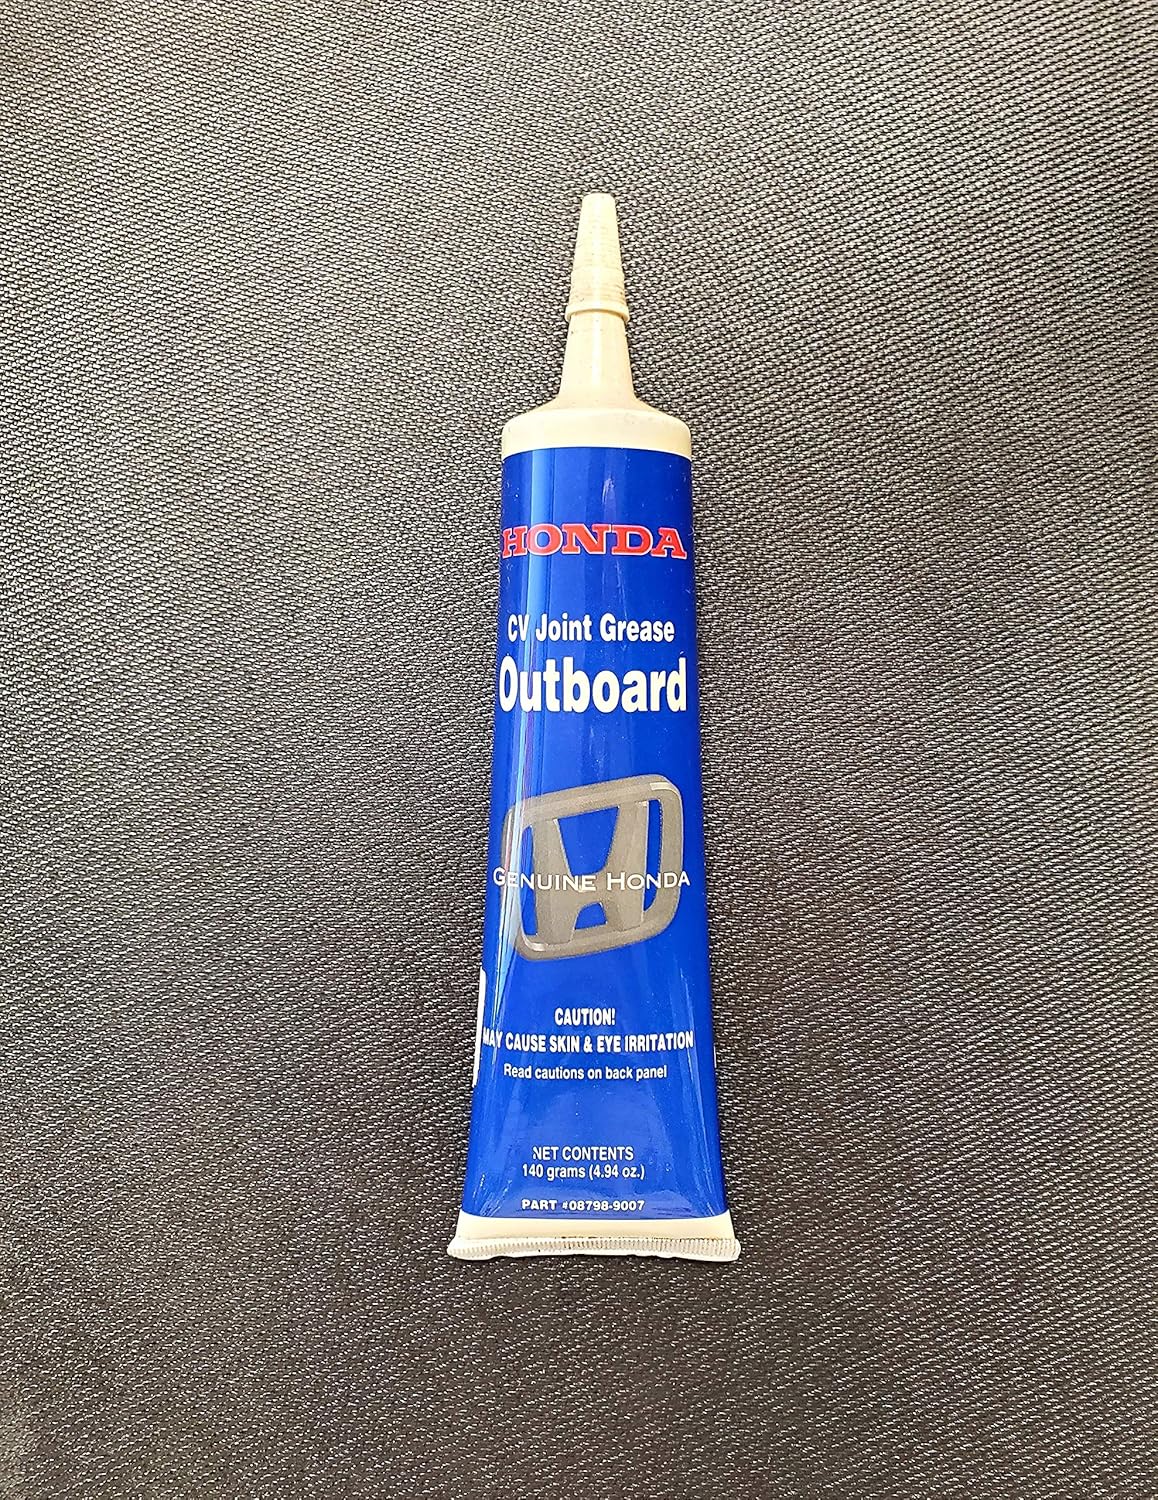 HONDA
CV Joint Grease
Outboard
GENUINE HONDA
CAUTION!
MAY CAUSE SKIN & EYE IRRITATION
Read cautions on back panel
NET CONTENTS
140 grams (4.94 oz.)
PART #08798-9007